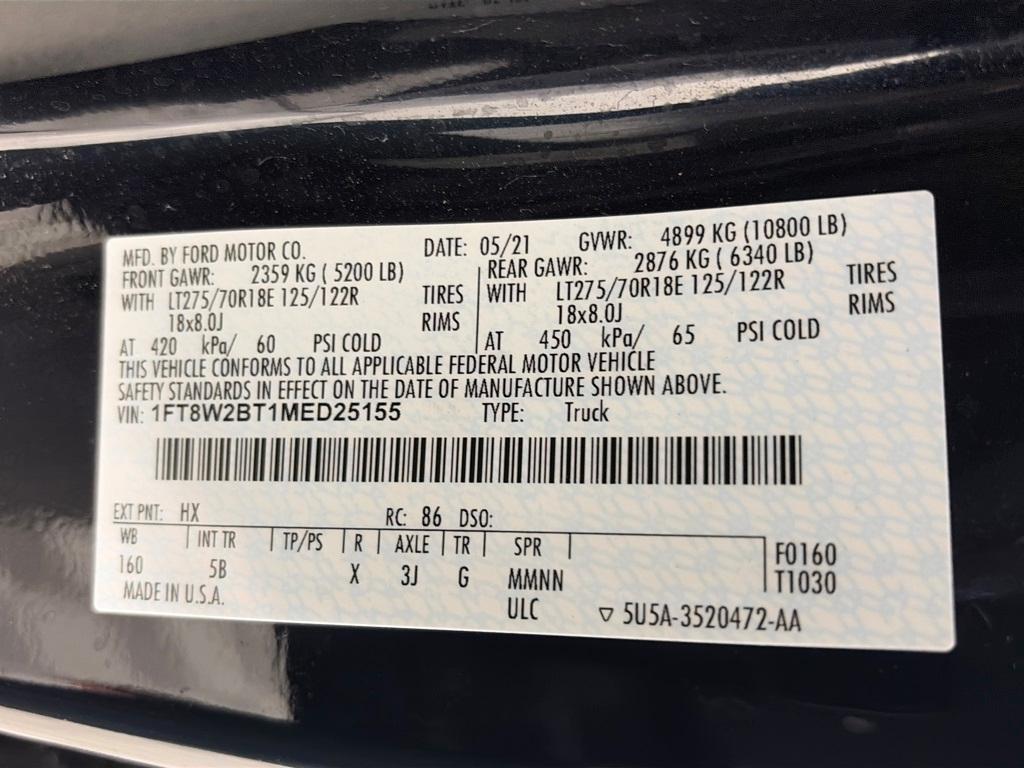 MFD. BY FORD MOTOR CO. DATE: 05/21 GVWR: 4899 KG (10800 LB)
FRONT GAWR: 2359 KG ( 5200 LB) REAR GAWR: 2876 KG ( 6340 LB)
WITH LT275/70R18E 125/122R TIRES WITH LT275/70R18E 125/122R TIRES
18x8.0J RIMS 18x8.0J RIMS
AT 420 kPa/ 60 PSI COLD AT 450 kPa/ 65 PSI COLD
THIS VEHICLE CONFORMS TO ALL APPLICABLE FEDERAL MOTOR VEHICLE
SAFETY STANDARDS IN EFFECT ON THE DATE OF MANUFACTURE SHOWN ABOVE.
VIN: 1FT8W2BT1MED25155 TYPE: Truck
EXT PNT: HX RC: 86 DSO:
WB INT TR TP/PS R AXLE TR SPR F0160
160 5B X 3J G MMNN T1030
MADE IN U.S.A. ULC ▽ 5U5A-3520472-AA